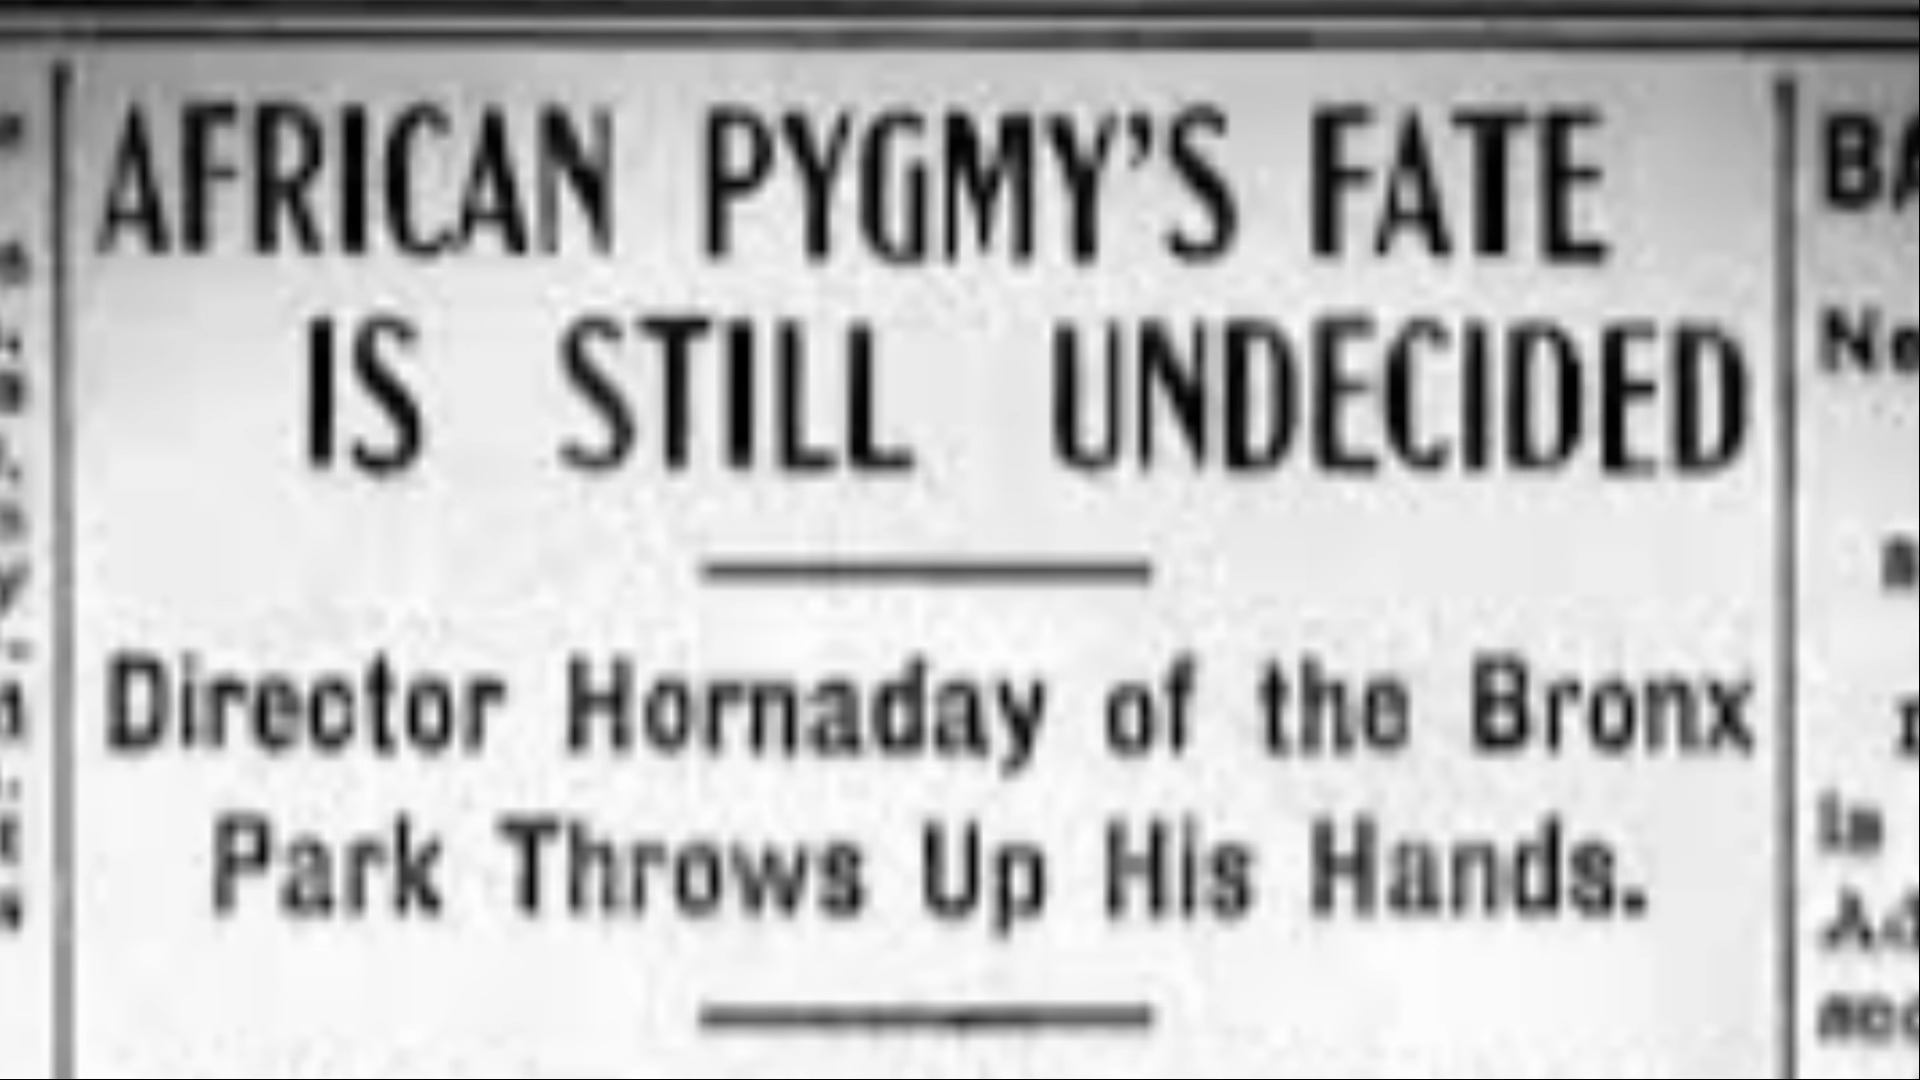 AFRICAN PYGMY'S FATE
IS STILL UNDECIDED
Director Hornaday of the Bronx
Park Throws Up His Hands.